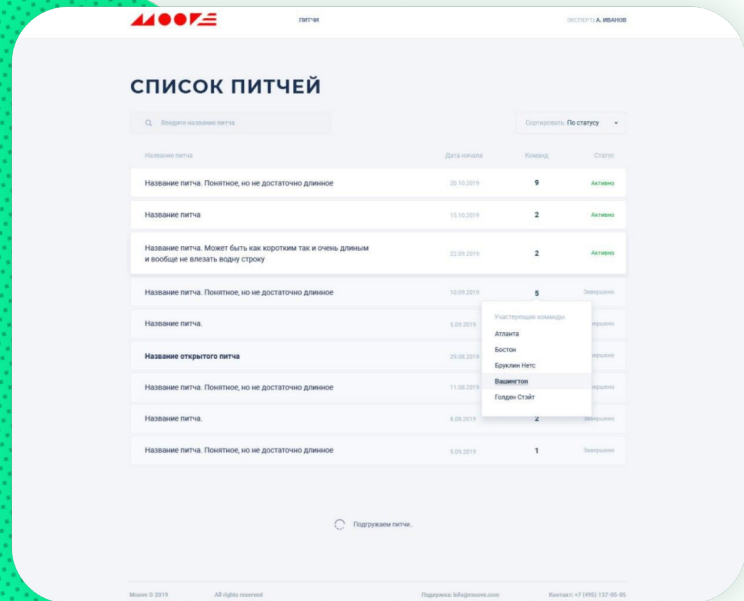 MOOVE
ПИТЧИ
ЭКСПЕРТ: А. ИВАНОВ
СПИСОК ПИТЧЕЙ
Введите название питча
Сортировать: По статусу
Название питча
Дата начала
Команд
Статус
Название питча. Понятное, но не достаточно длинное
20.10.2019
9
Активно
Название питча
15.10.2019
2
Активно
Название питча. Может быть как коротким так и очень длиным
и вообще не влезать водну строку
22.09.2019
2
Активно
Название питча. Понятное, но не достаточно длинное
10.09.2019
5
Завершено
Название питча.
5.09.2019
Название открытого питча
29.08.2019
Название питча. Понятное, но не достаточно длинное
11.08.2019
Участвующие команды
Атланта
Бостон
Бруклин Нетс
Вашингтон
Голден Стэйт
Название питча.
6.08.2019
2
Завершено
Название питча. Понятное, но не достаточно длинное
5.05.2019
1
Завершено
Подгружаем питчи..
Moove © 2019
All rights reserved
Поддержка: info@moove.com
Контакт: +7 (495) 137-05-05